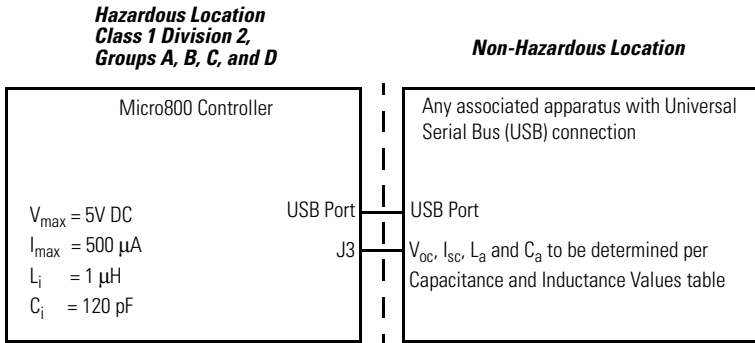 Hazardous Location
Class 1 Division 2,
Groups A, B, C, and D
Non-Hazardous Location
Micro800 Controller
Vmax = 5V DC
Imax = 500 μA
Li = 1 μH
Ci = 120 pF
USB Port
J3
Any associated apparatus with Universal
Serial Bus (USB) connection
USB Port
Voc, Isc, La and Ca to be determined per
Capacitance and Inductance Values table